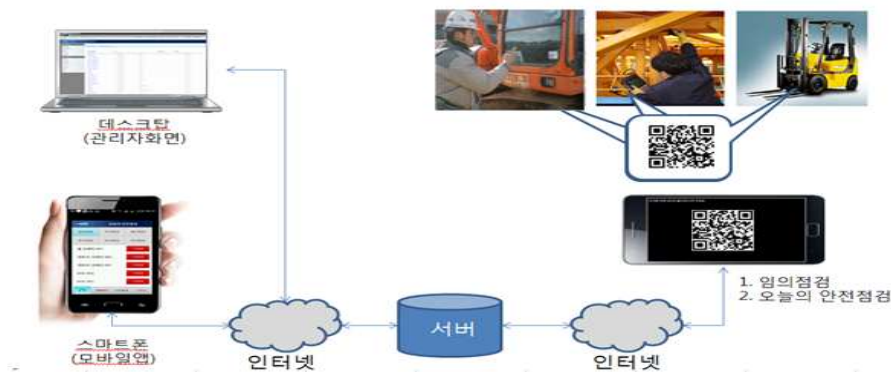 데스크탑
(관리자화면)
스마트폰
(모바일앱)
인터넷
서버
인터넷
1. 임의점검
2. 오늘의 안전점검